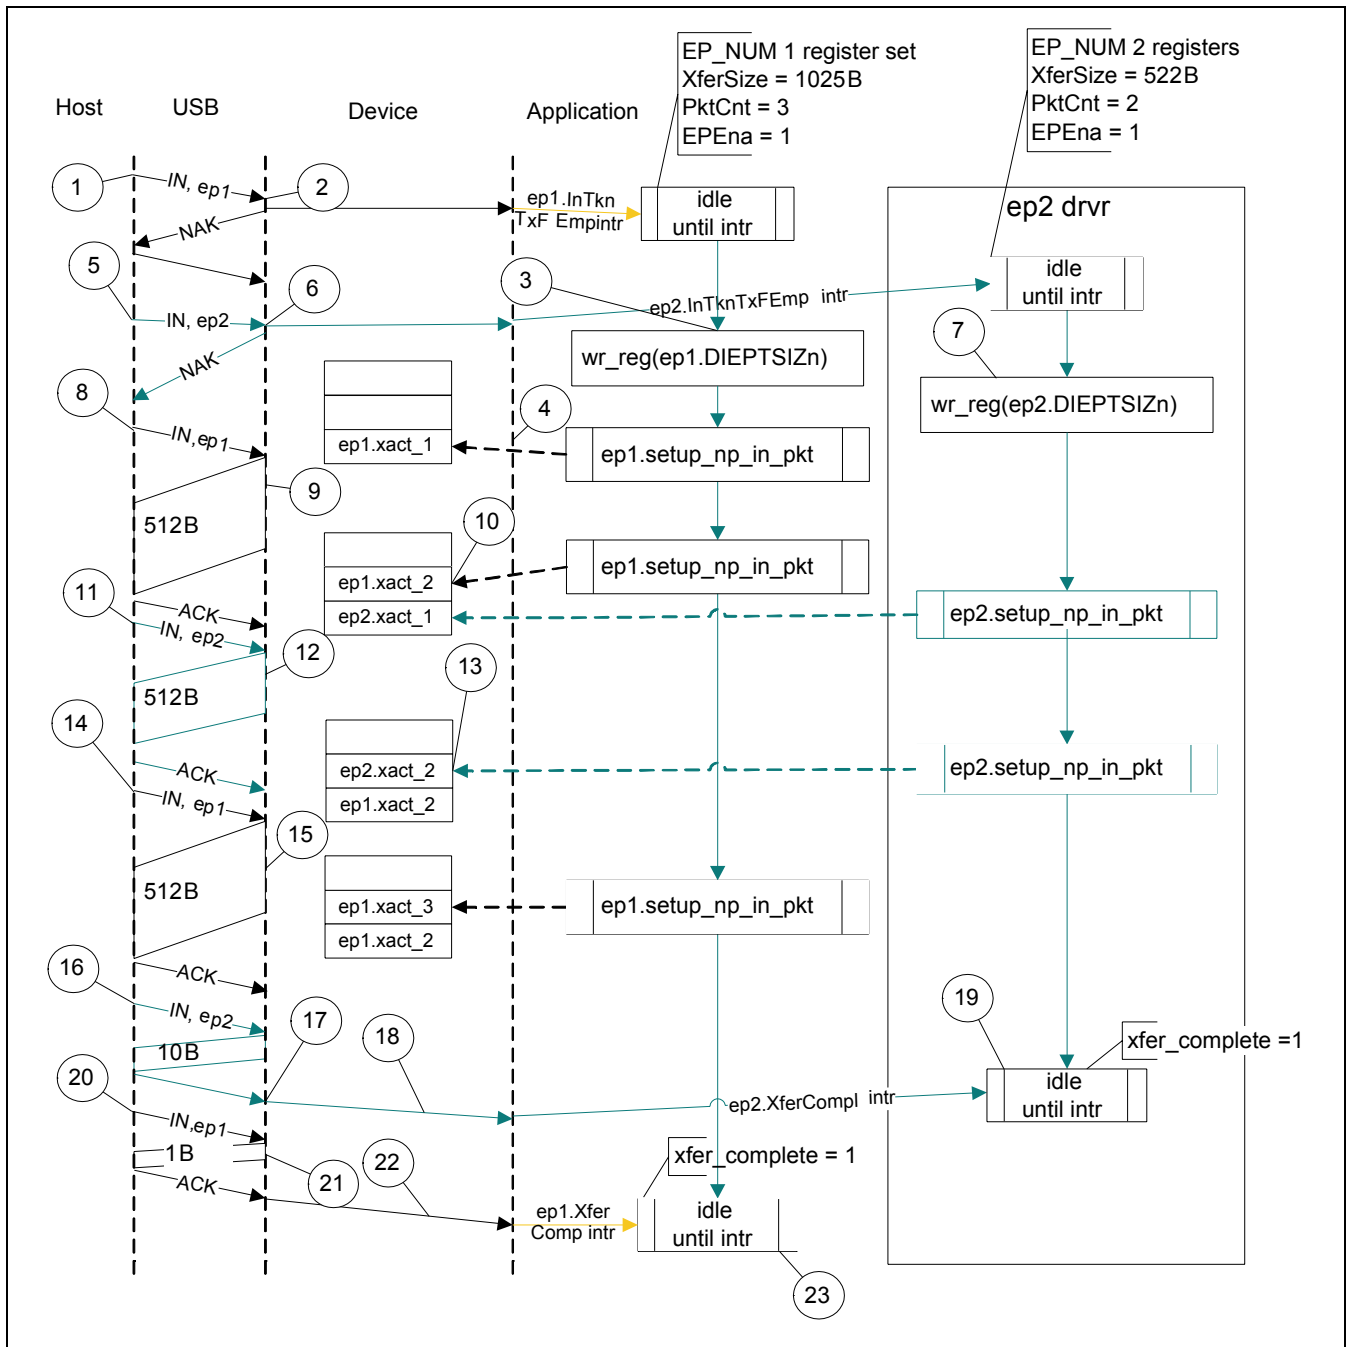 EP_NUM 1 register set
XferSize = 1025B
PktCnt = 3
EPEna = 1
EP_NUM 2 registers
XferSize = 522B
PktCnt = 2
EPEna = 1
Host
USB
Device
Application
1
IN, ep1
2
ep1.InTkn
TxF Empintr
idle
until intr
ep2 drvr
NAK
5
6
3
idle
until intr
IN, ep2
ep2.InTknTxFEmp intr
7
NAK
wr_reg(ep1.DIEPTSIZn)
wr_reg(ep2.DIEPTSIZn)
8
4
IN,ep1
ep1.xact_1
ep1.setup_np_in_pkt
9
512B
10
ep1.xact_2
ep1.setup_np_in_pkt
11
ACK
ep2.xact_1
ep2.setup_np_in_pkt
IN, ep2
12
13
512B
14
ACK
ep2.xact_2
ep2.setup_np_in_pkt
IN, ep1
ep1.xact_2
15
512B
ep1.xact_3
ep1.setup_np_in_pkt
ep1.xact_2
16
ACK
IN, ep2
17
18
19
xfer_complete =1
10B
20
ep2.XferCompl intr
idle
until intr
IN,ep1
1B
21
22
xfer_complete = 1
ACK
ep1.Xfer
Comp intr
idle
until intr
23